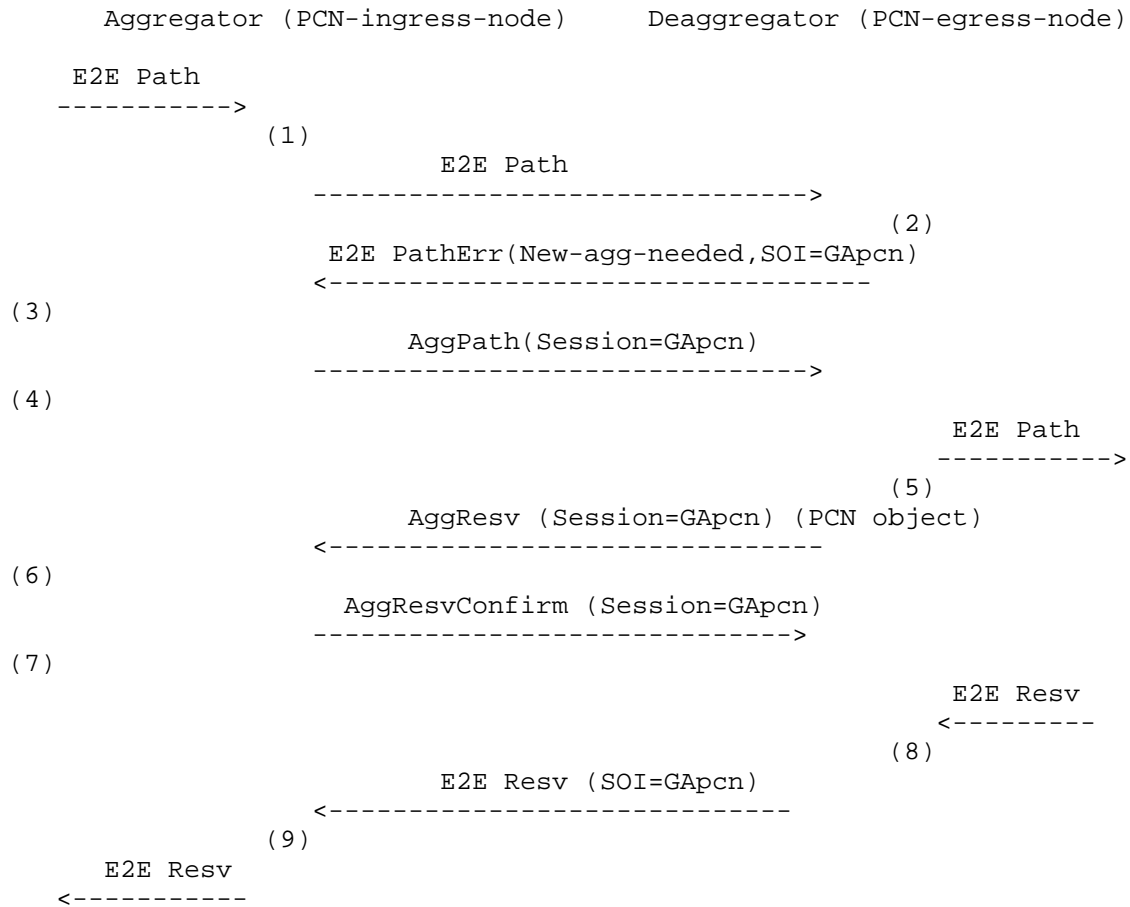 Aggregator (PCN-ingress-node) Deaggregator (PCN-egress-node)
E2E Path
----------->
(1)
E2E Path
------------------------------->
(2)
E2E PathErr(New-agg-needed,SOI=GApcn)
<----------------------------------
(3)
AggPath(Session=GApcn)
------------------------------->
(4)
E2E Path
----------->
(5)
AggResv (Session=GApcn) (PCN object)
<-------------------------------
(6)
AggResvConfirm (Session=GApcn)
------------------------------>
(7)
E2E Resv
<---------
(8)
E2E Resv (SOI=GApcn)
<-----------------------------
(9)
E2E Resv
<-----------